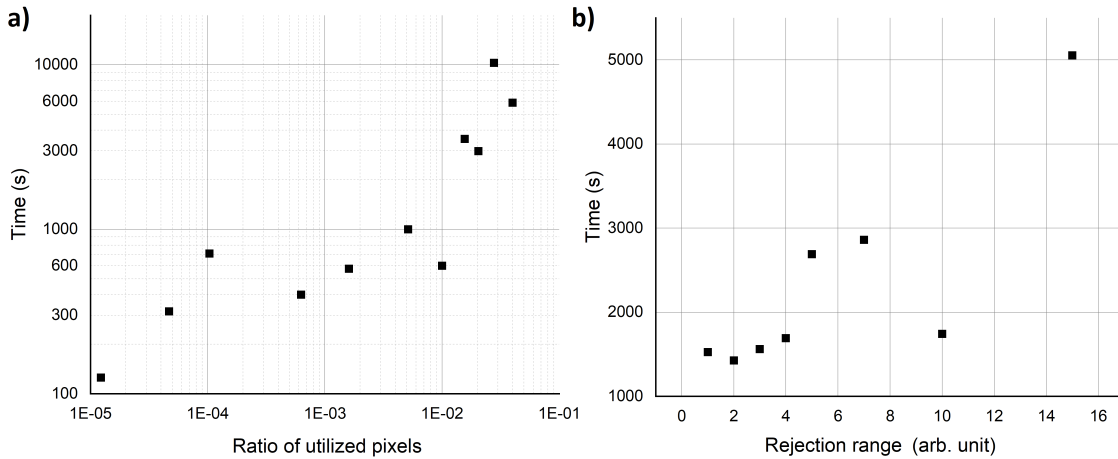 a)
Time (s)
10000
6000
3000
1000
600
300
100
1E-05 1E-04 1E-03 1E-02 1E-01
Ratio of utilized pixels
b)
Time (s)
5000
4000
3000
2000
1000
0 2 4 6 8 10 12 14 16
Rejection range (arb. unit)